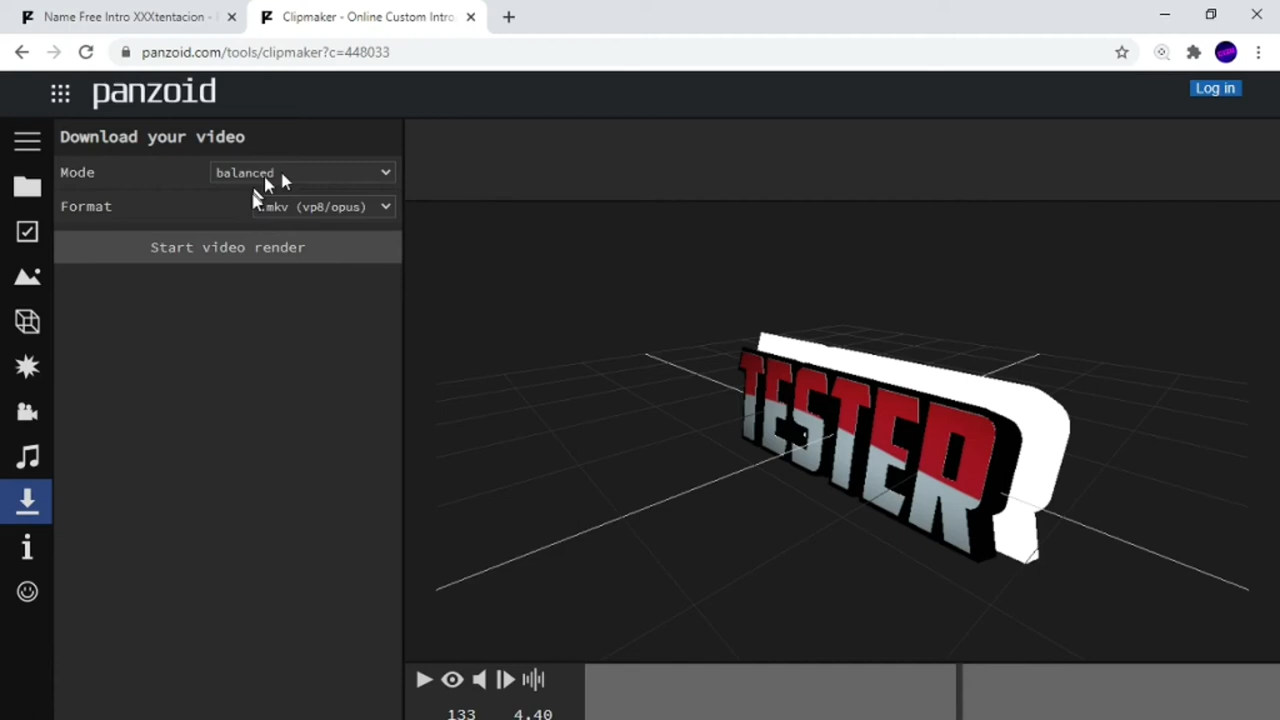 Name Free Intro XXXtentacion -
Clipmaker - Online Custom Intro
panzoid.com/tools/clipmaker?c=448033
panzoid
Log in
Download your video
Mode
balanced
Format
.mkv (vp8/opus)
Start video render
TESTER
133 4.40